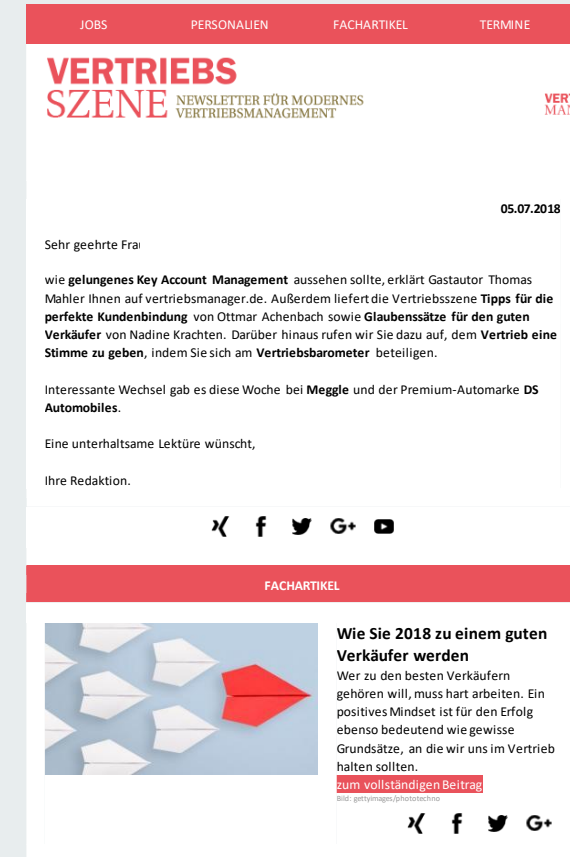 JOBS PERSONALIEN FACHARTIKEL TERMINE
VERTRIEBS
SZENE NEWSLETTER FÜR MODERNES
VERTRIEBSMANAGEMENT
05.07.2018
Sehr geehrte
wie gelungenes Key Account Management aussehen sollte, erklärt Gastautor Thomas
Mahler Ihnen auf vertriebsmanager.de. Außerdem liefert die Vertriebsszene Tipps für die
perfekte Kundenbindung von Ottmar Achenbach sowie Glaubenssätze für den guten
Verkäufer von Nadine Krachten. Darüber hinaus rufen wir Sie dazu auf, dem Vertrieb eine
Stimme zu geben, indem Sie sich am Vertriebsbarometer beteiligen.
Interessante Wechsel gab es diese Woche bei Meggle und der Premium-Automarke DS
Automobiles.
Eine unterhaltsame Lektüre wünscht,
Ihre Redaktion.
G+
FACHARTIKEL
Wie Sie 2018 zu einem guten
Verkäufer werden
Wer zu den besten Verkäufern
gehören will, muss hart arbeiten. Ein
positives Mindset ist für den Erfolg
ebenso bedeutend wie gewisse
Grundsätze, an die wir uns im Vertrieb
halten sollten.
zum vollständigen Beitrag
Bild: gettyimages/phototechno
G+